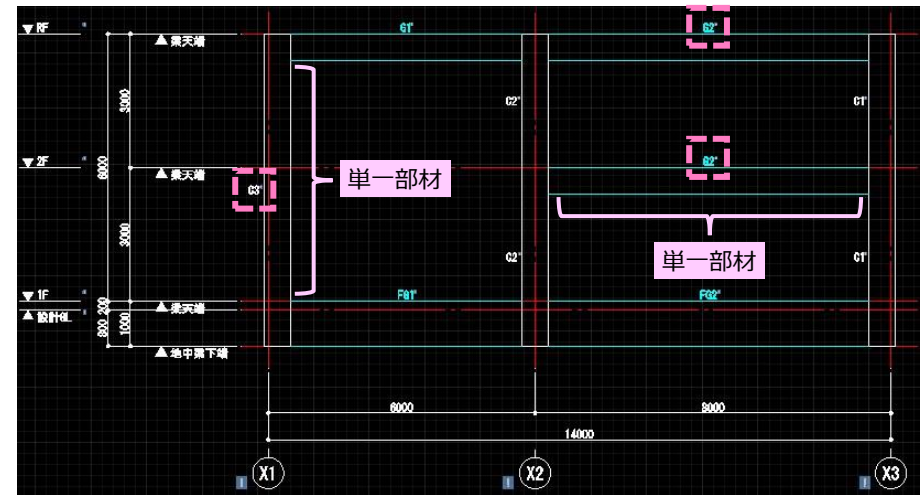 ▼ RF
▲ 梁天端
G1'
G2'
C2'
C1'
3000
6000
▼ 2F
▲ 梁天端
G2'
C3'
単一部材
単一部材
3000
C2'
C1'
▼ 1F
▲ 設計GL
▲ 梁天端
FG1'
FG2'
200
800
1000
▲ 地中梁下端
6000
8000
14000
X1
X2
X3